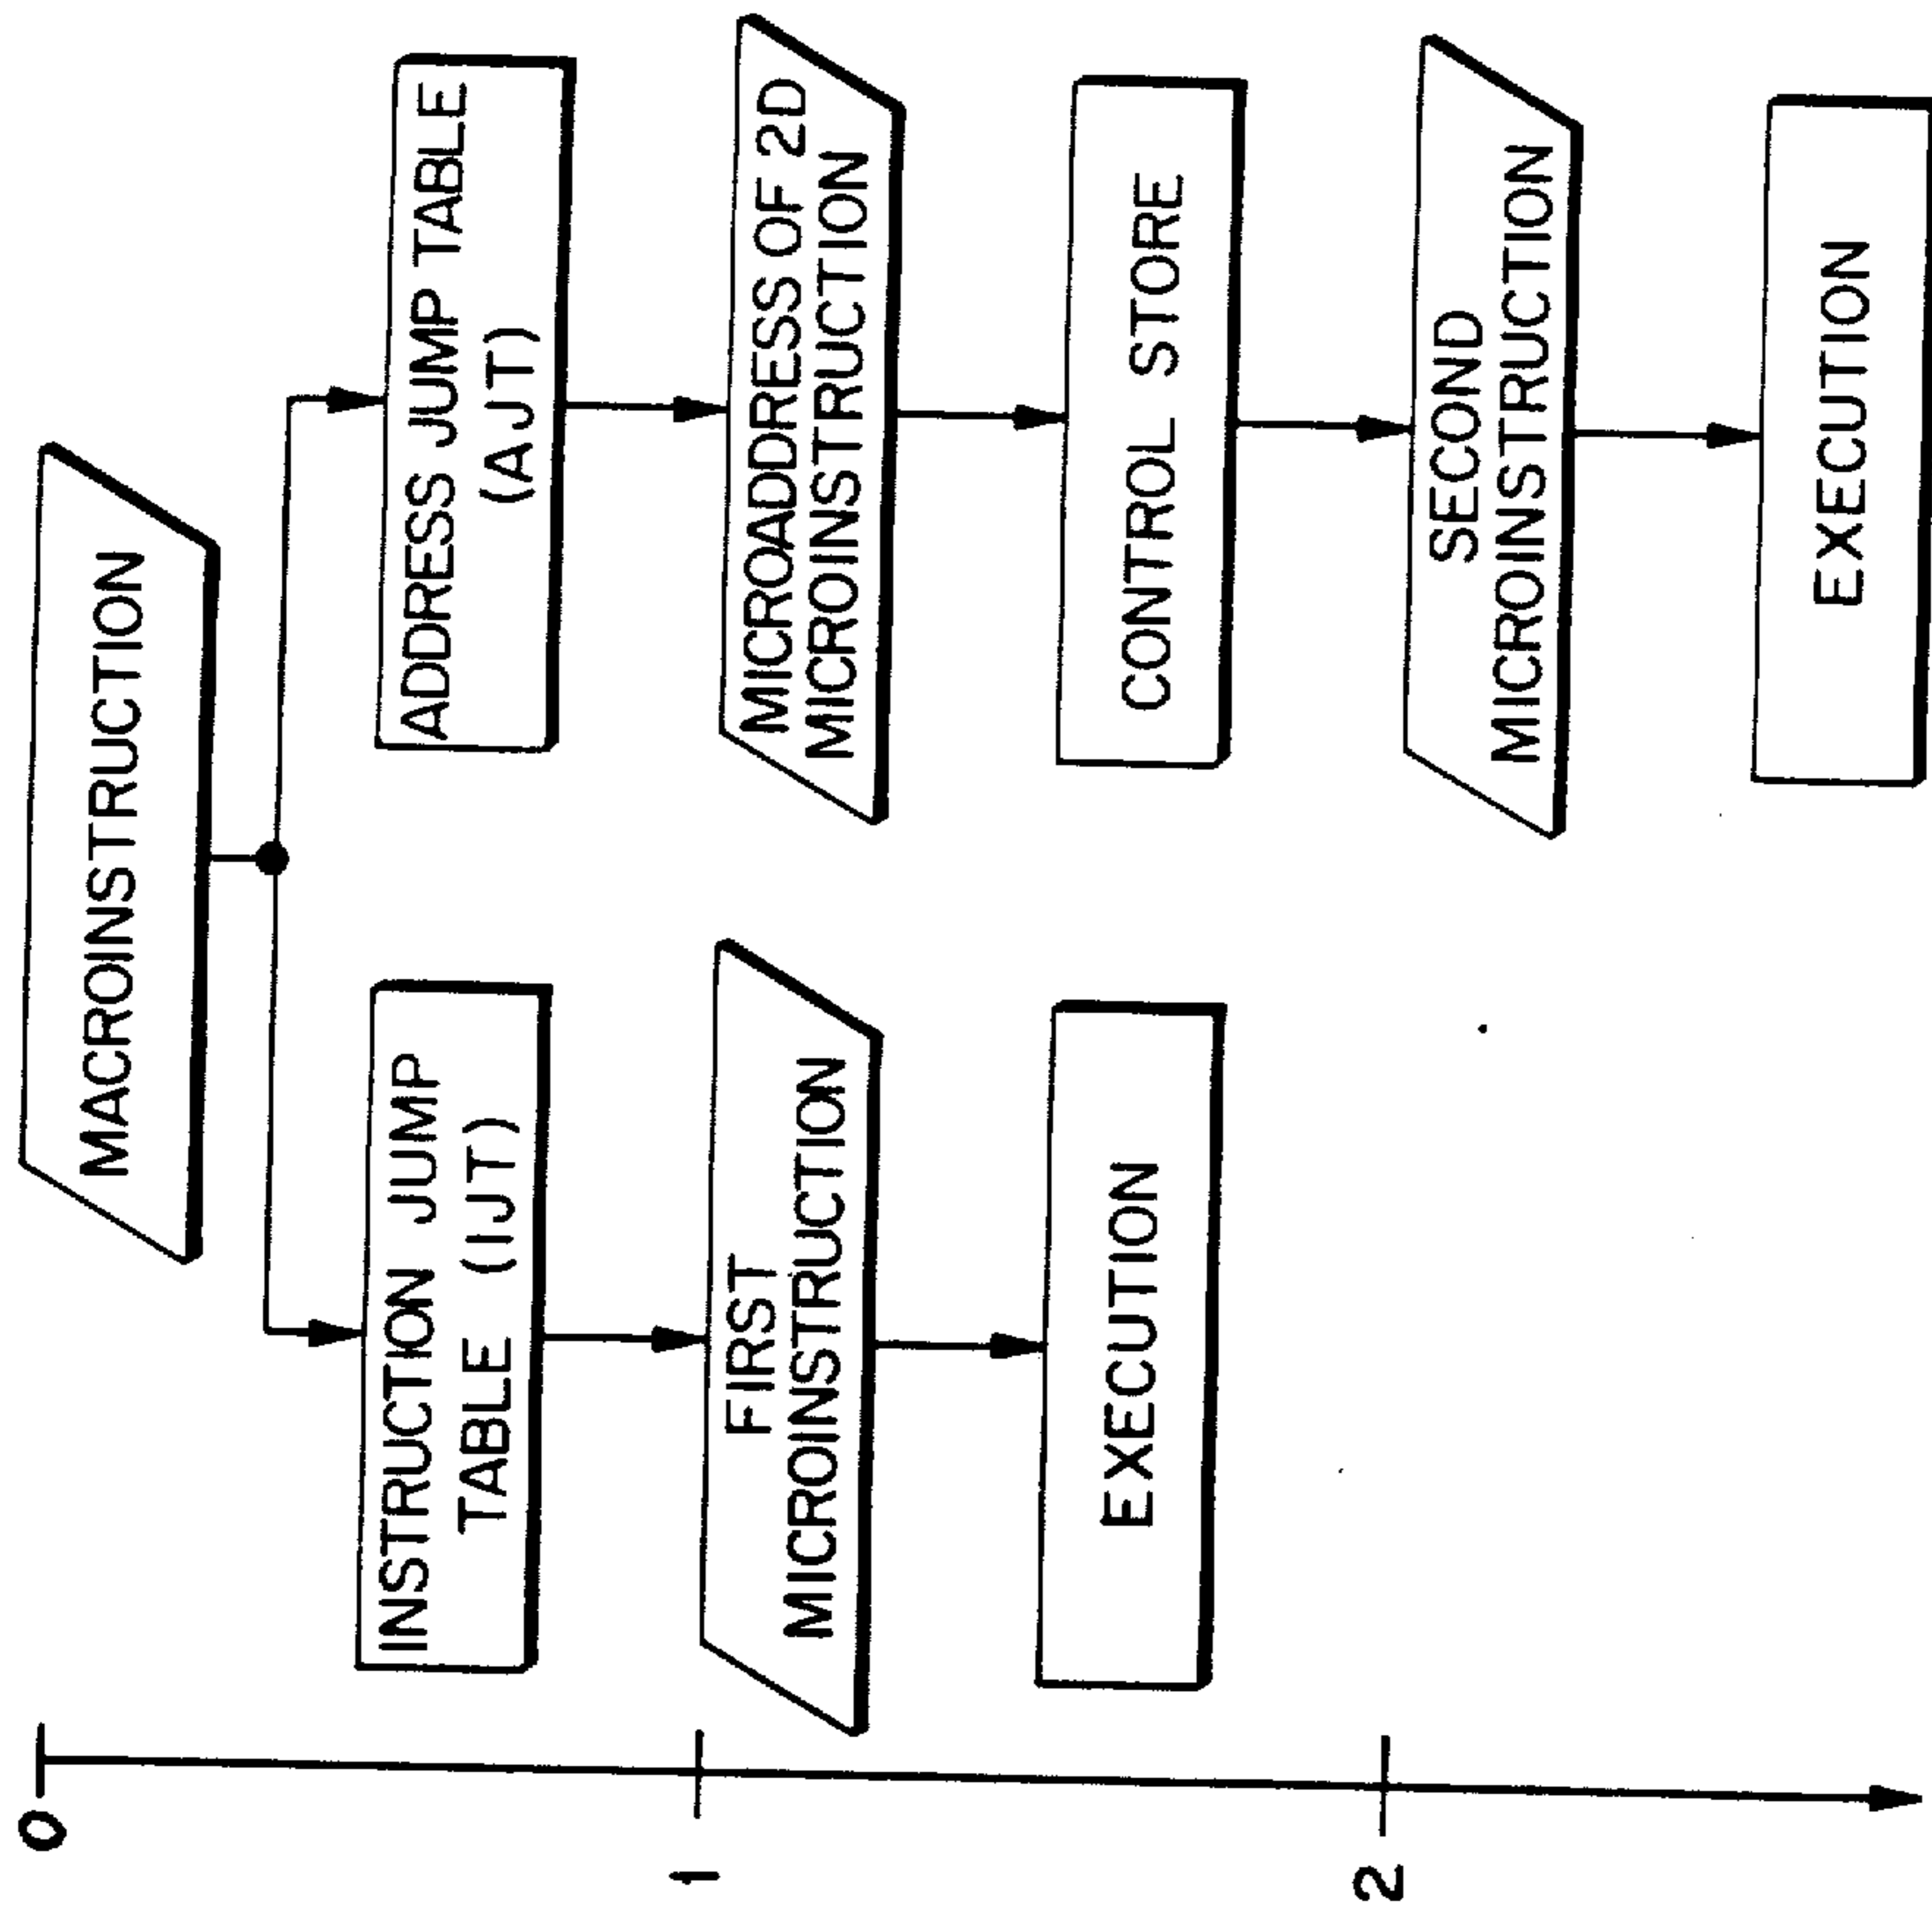 MACROINSTRUCTION
INSTRUCTION JUMP
TABLE (IJT)
ADDRESS JUMP TABLE
(AJT)
FIRST
MICROINSTRUCTION
MICROADDRESS OF 2D
MICROINSTRUCTION
EXECUTION
CONTROL STORE
SECOND
MICROINSTRUCTION
EXECUTION
0
1
2